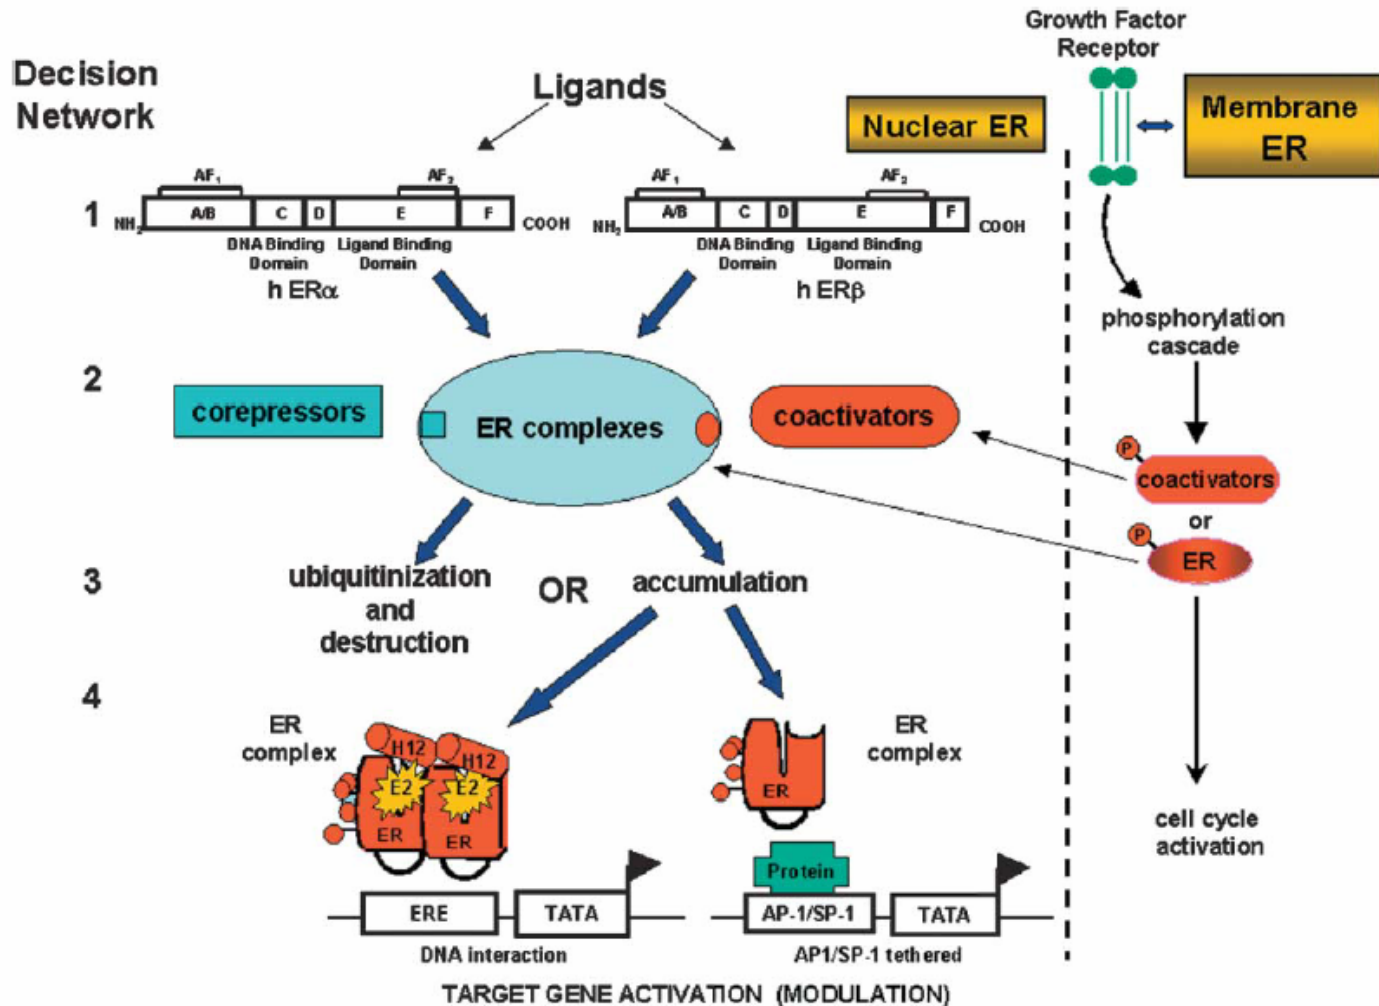 Decision
Network
Ligands
Nuclear ER
Growth Factor
Receptor
Membrane
ER
1
AF1
AF2
NH2
A/B
C
D
E
F
COOH
DNA Binding
Domain
Ligand Binding
Domain
h ERα
AF1
AF2
NH2
A/B
C
D
E
F
COOH
DNA Binding
Domain
Ligand Binding
Domain
h ERβ
phosphorylation
cascade
2
corepressors
ER complexes
coactivators
P
coactivators
or
P
ER
3
ubiquitinization
and
destruction
OR
accumulation
4
ER
complex
H12
H12
E2
E2
ER
ER
ER
ER
complex
cell cycle
activation
ERE
TATA
DNA interaction
Protein
AP-1/SP-1
TATA
AP1/SP-1 tethered
TARGET GENE ACTIVATION (MODULATION)